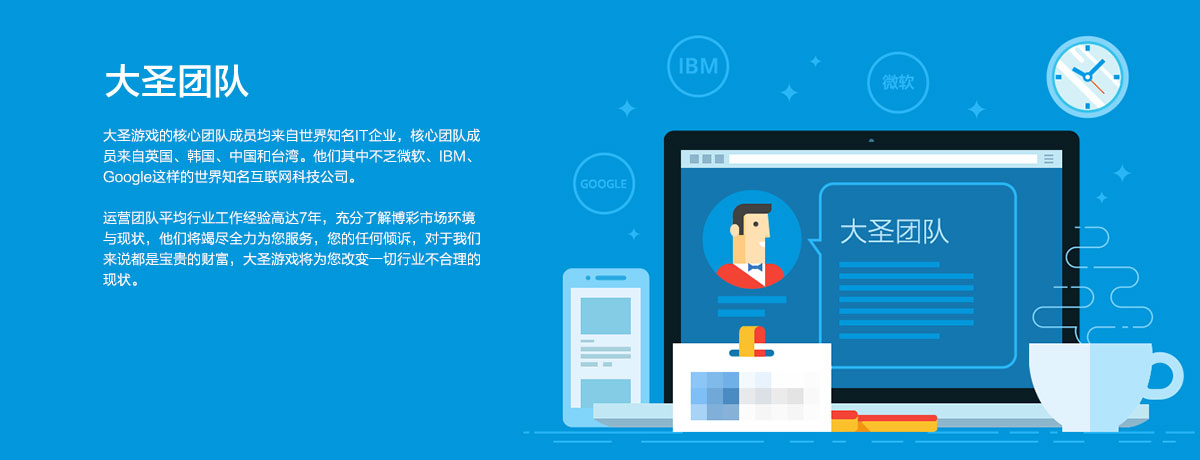 大圣团队
大圣游戏的核心团队成员均来自世界知名IT企业，核心团队成
员来自英国、韩国、中国和台湾。他们其中不乏微软、IBM、
Google这样的世界知名互联网科技公司。
运营团队平均行业工作经验高达7年，充分了解博彩市场环境
与现状，他们将竭尽全力为您服务，您的任何倾诉，对于我们
来说都是宝贵的财富，大圣游戏将为您改变一切行业不合理的
现状。
IBM
微软
GOOGLE
大圣团队